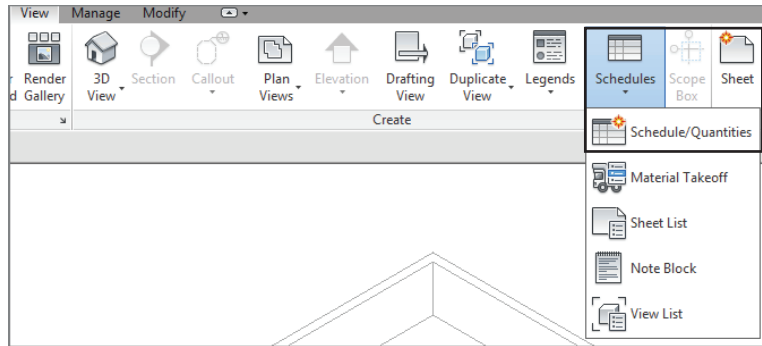 View Manage Modify
Render Gallery
3D View
Section
Callout
Plan Views
Elevation
Drafting View
Duplicate View
Legends
Schedules
Scope Box
Sheet
Create
Schedule/Quantities
Material Takeoff
Sheet List
Note Block
View List